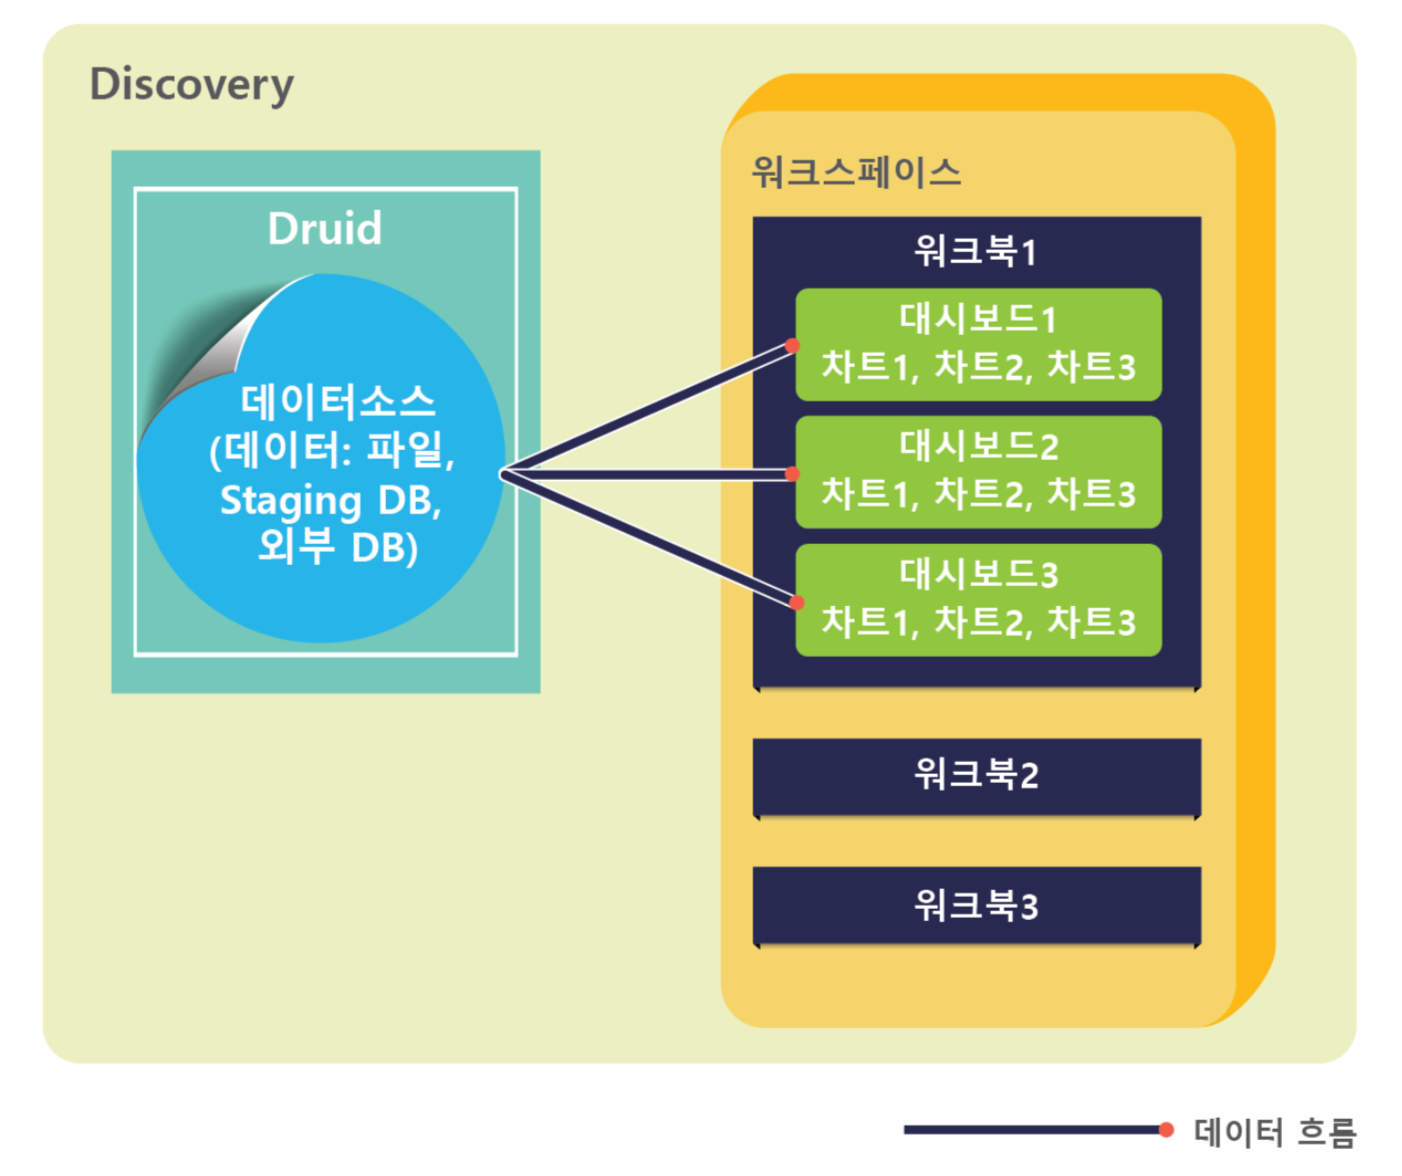 Discovery
Druid
데이터소스
(데이터: 파일,
Staging DB,
외부 DB)
워크스페이스
워크북1
대시보드1
차트1, 차트2, 차트3
대시보드2
차트1, 차트2, 차트3
대시보드3
차트1, 차트2, 차트3
워크북2
워크북3
데이터 흐름